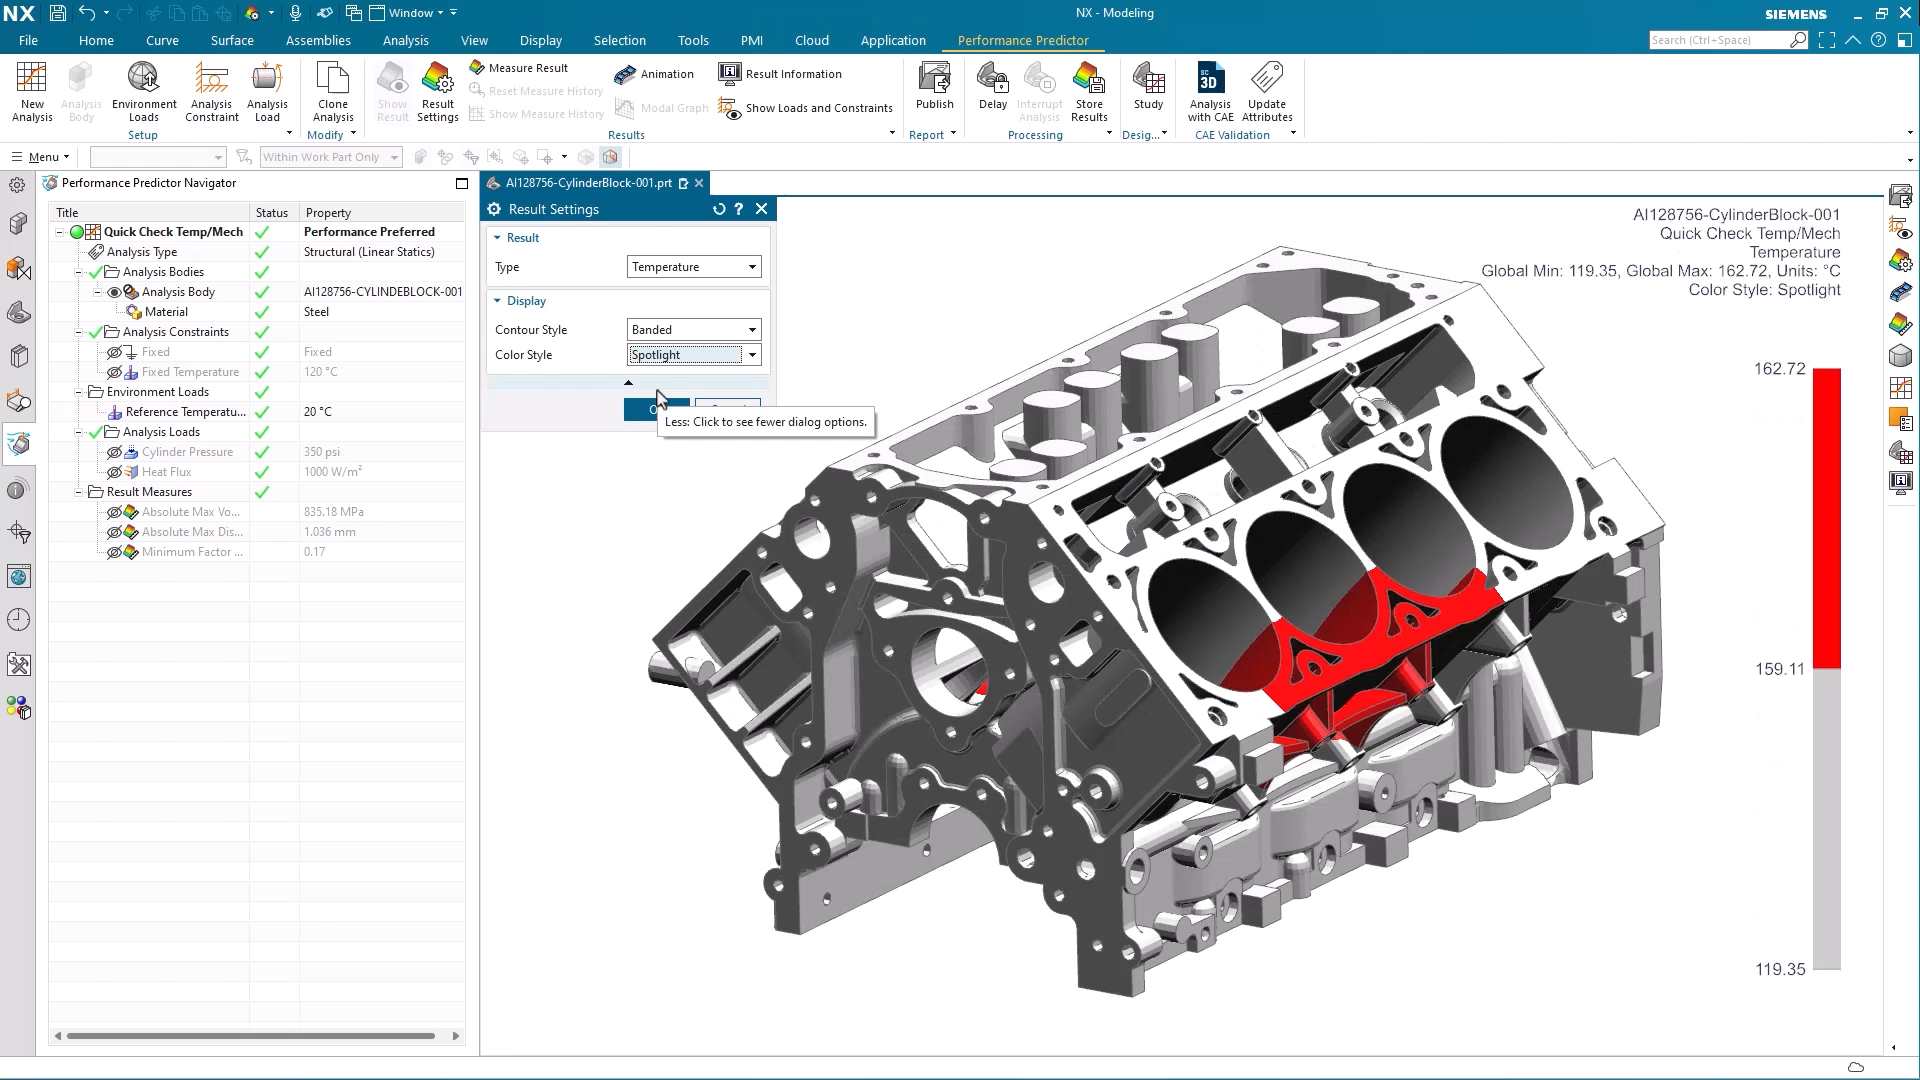 NX
Window
NX - Modeling
SIEMENS
File
Home
Curve
Surface
Assemblies
Analysis
View
Display
Selection
Tools
PMI
Cloud
Application
Performance Predictor
Search (Ctrl+Space)
New Analysis
Analysis Body
Environment Loads
Analysis Constraint
Analysis Load
Setup
Clone Analysis
Modify
Show Result
Result Settings
Measure Result
Reset Measure History
Show Measure History
Animation
Modal Graph
Result Information
Show Loads and Constraints
Results
Publish
Report
Delay
Interrupt Analysis
Store Results
Processing
Study
Desig...
3D
Analysis with CAE
Update Attributes
CAE Validation
Menu
Within Work Part Only
Performance Predictor Navigator
Title Status Property
Quick Check Temp/Mech Performance Preferred
Analysis Type Structural (Linear Statics)
Analysis Bodies
Analysis Body AI128756-CYLINDEBLOCK-001
Material Steel
Analysis Constraints
Fixed Fixed
Fixed Temperature 120 °C
Environment Loads
Reference Temperatu... 20 °C
Analysis Loads
Cylinder Pressure 350 psi
Heat Flux 1000 W/m²
Result Measures
Absolute Max Vo... 835.18 MPa
Absolute Max Dis... 1.036 mm
Minimum Factor ... 0.17
AI128756-CylinderBlock-001.prt
Result Settings
Result
Type Temperature
Display
Contour Style Banded
Color Style Spotlight
Less: Click to see fewer dialog options.
AI128756-CylinderBlock-001
Quick Check Temp/Mech
Temperature
Global Min: 119.35, Global Max: 162.72, Units: °C
Color Style: Spotlight
162.72
159.11
119.35